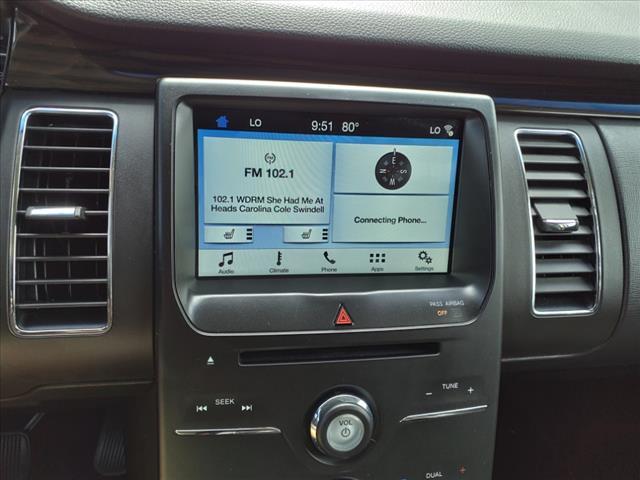 LO 9:51 80° LO
FM 102.1
102.1 WDRM She Had Me At
Heads Carolina Cole Swindell
E
N S
W
Connecting Phone...
Audio Climate Phone Apps Settings
PASS AIRBAG
OFF
SEEK
TUNE
- +
VOL
DUAL
+